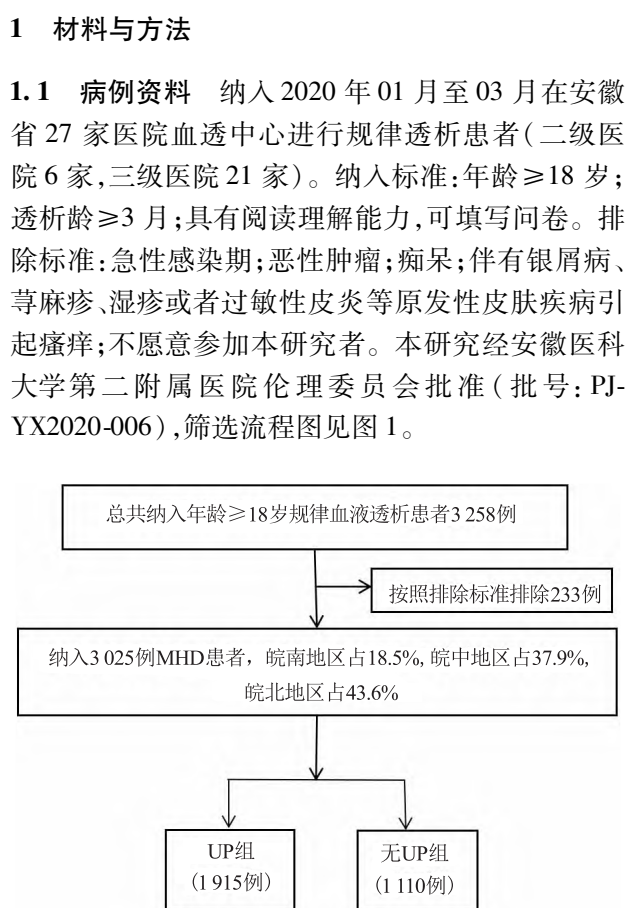 1 材料与方法
1.1 病例资料 纳入 2020 年 01 月至 03 月在安徽
省 27 家医院血透中心进行规律透析患者(二级医
院 6 家,三级医院 21 家)。纳入标准:年龄≥18 岁;
透析龄≥3 月;具有阅读理解能力,可填写问卷。排
除标准:急性感染期;恶性肿瘤;痴呆;伴有银屑病、
荨麻疹、湿疹或者过敏性皮炎等原发性皮肤疾病引
起瘙痒;不愿意参加本研究者。本研究经安徽医科
大学第二附属医院伦理委员会批准(批号:PJ-
YX2020-006),筛选流程图见图 1。
总共纳入年龄≥18岁规律血液透析患者3 258例
按照排除标准排除233例
纳入3 025例MHD患者，皖南地区占18.5%, 皖中地区占37.9%,
皖北地区占43.6%
UP组
(1 915例)
无UP组
(1 110例)